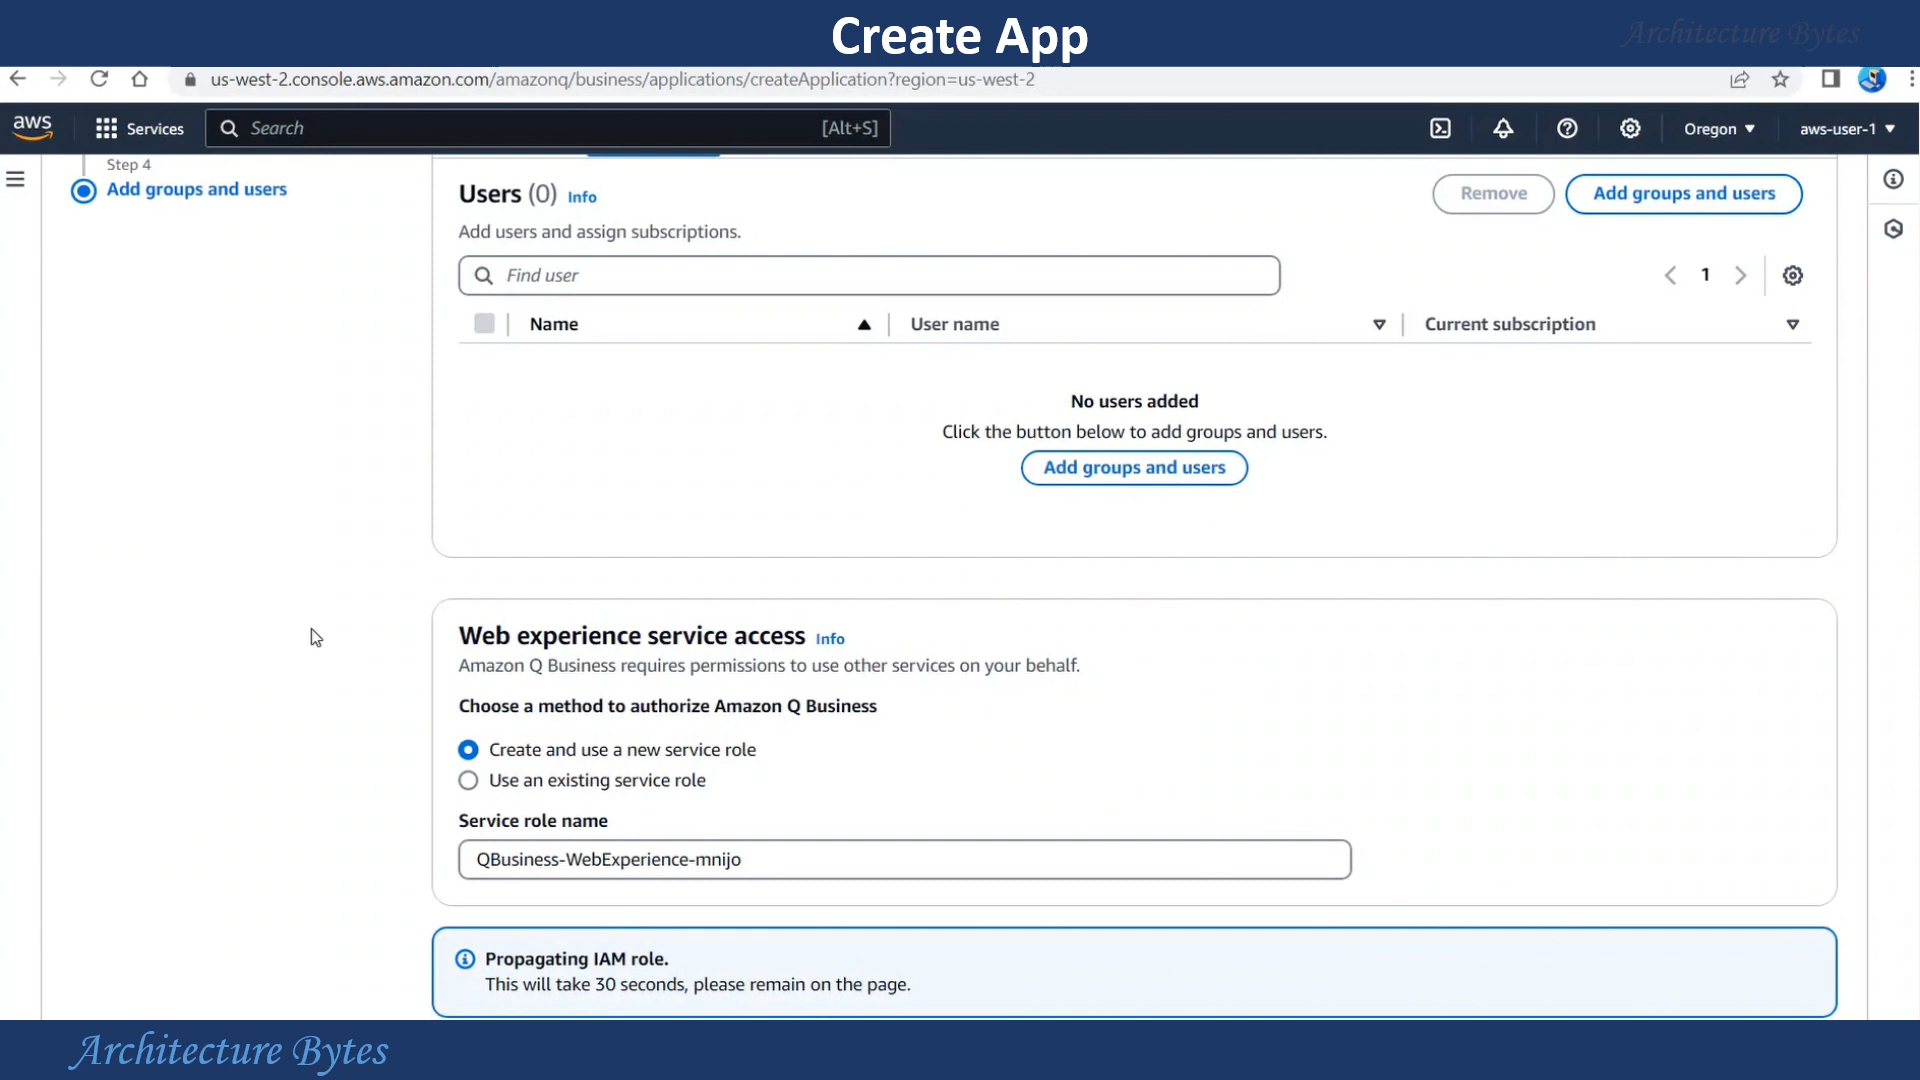 Create App
Architecture Bytes
us-west-2.console.aws.amazon.com/amazonq/business/applications/createApplication?region=us-west-2
aws
Services
Search
[Alt+S]
Oregon
aws-user-1
Step 4
Add groups and users
Users (0) Info
Remove
Add groups and users
Add users and assign subscriptions.
Find user
1
Name
User name
Current subscription
No users added
Click the button below to add groups and users.
Add groups and users
Web experience service access Info
Amazon Q Business requires permissions to use other services on your behalf.
Choose a method to authorize Amazon Q Business
Create and use a new service role
Use an existing service role
Service role name
QBusiness-WebExperience-mnijo
Propagating IAM role.
This will take 30 seconds, please remain on the page.
Architecture Bytes